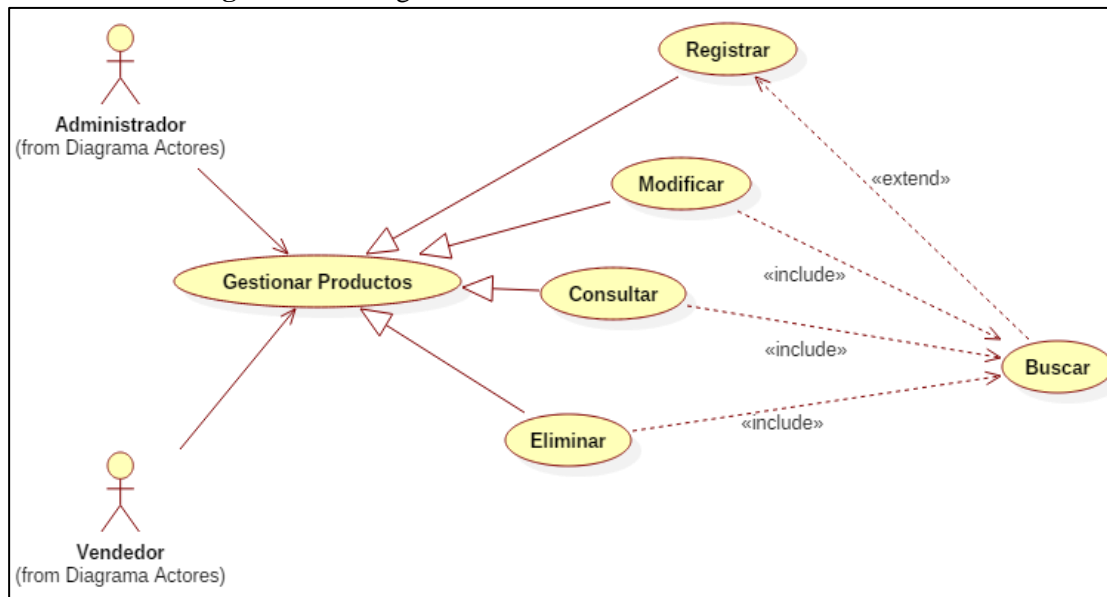 Registrar
Administrador
(from Diagrama Actores)
Modificar
«extend»
Gestionar Productos
«include»
Consultar
«include»
Buscar
«include»
Eliminar
Vendedor
(from Diagrama Actores)